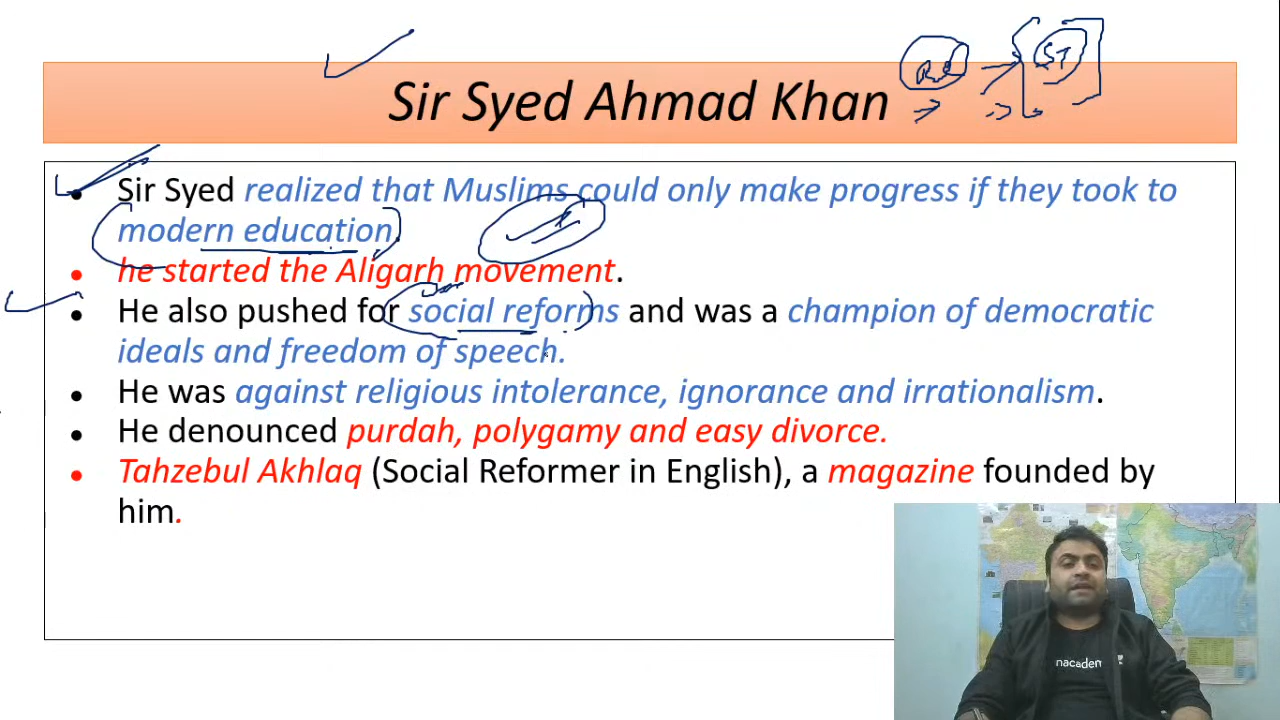 ST
Sir Syed Ahmad Khan
• Sir Syed realized that Muslims could only make progress if they took to
modern education.
• he started the Aligarh movement.
• He also pushed for social reforms and was a champion of democratic
ideals and freedom of speech.
• He was against religious intolerance, ignorance and irrationalism.
• He denounced purdah, polygamy and easy divorce.
• Tahzebul Akhlaq (Social Reformer in English), a magazine founded by
him.
nacadem